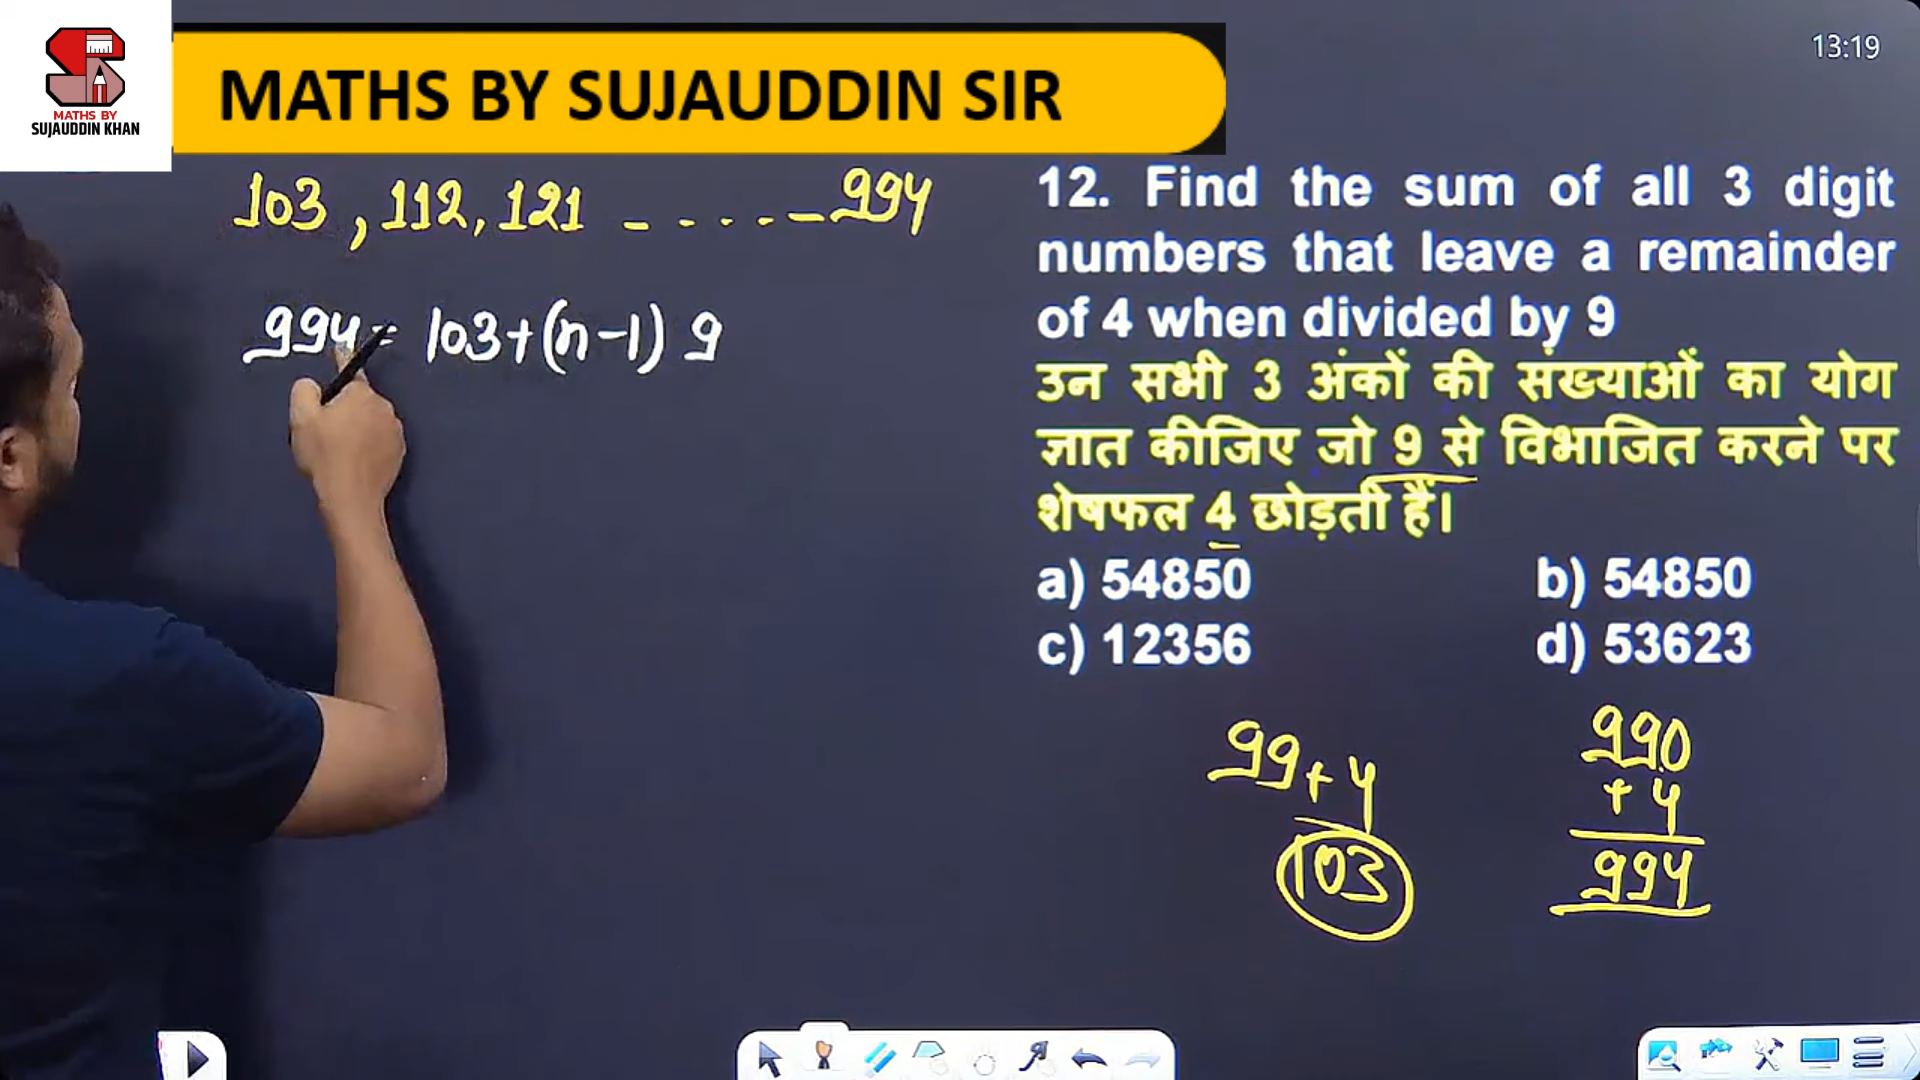 MATHS BY
SUJAUDDIN KHAN
MATHS BY SUJAUDDIN SIR
13:19
103, 112, 121 - - - - - 994
994 = 103+(n-1) 9
12. Find the sum of all 3 digit
numbers that leave a remainder
of 4 when divided by 9
उन सभी 3 अंकों की संख्याओं का योग
ज्ञात कीजिए जो 9 से विभाजित करने पर
शेषफल 4 छोड़ती हैं।
a) 54850
b) 54850
c) 12356
d) 53623
99+4
103
990
+ 4
994